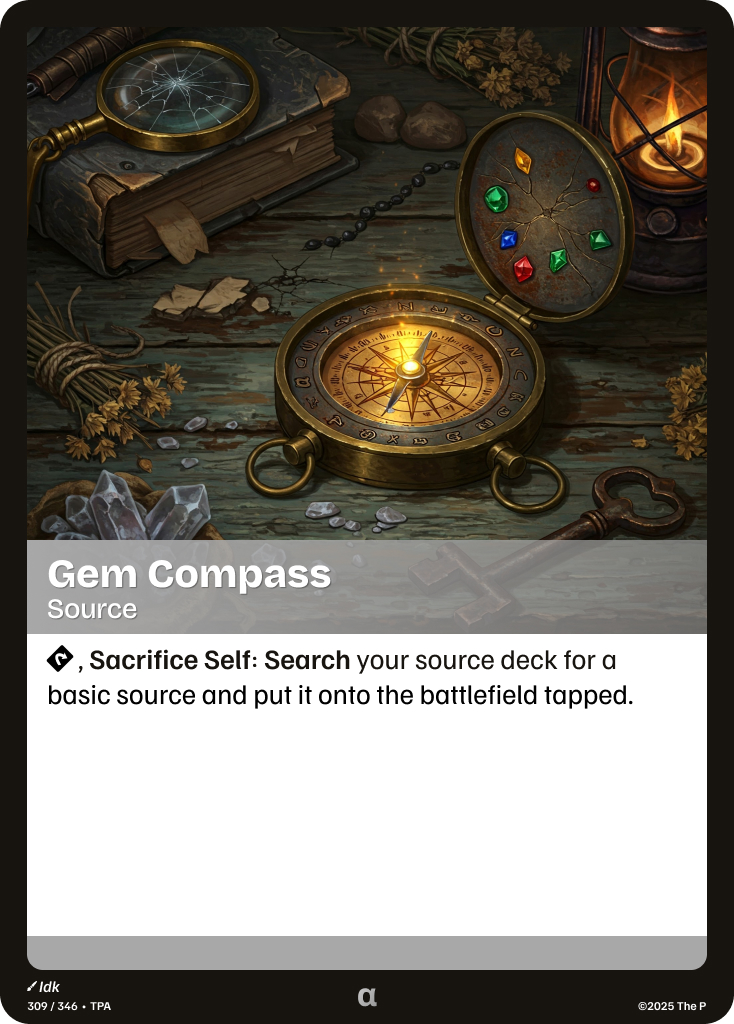 Gem Compass
Source
, Sacrifice Self: Search your source deck for a
basic source and put it onto the battlefield tapped.
Idk
309 / 346 • TPA
α
©2025 The P